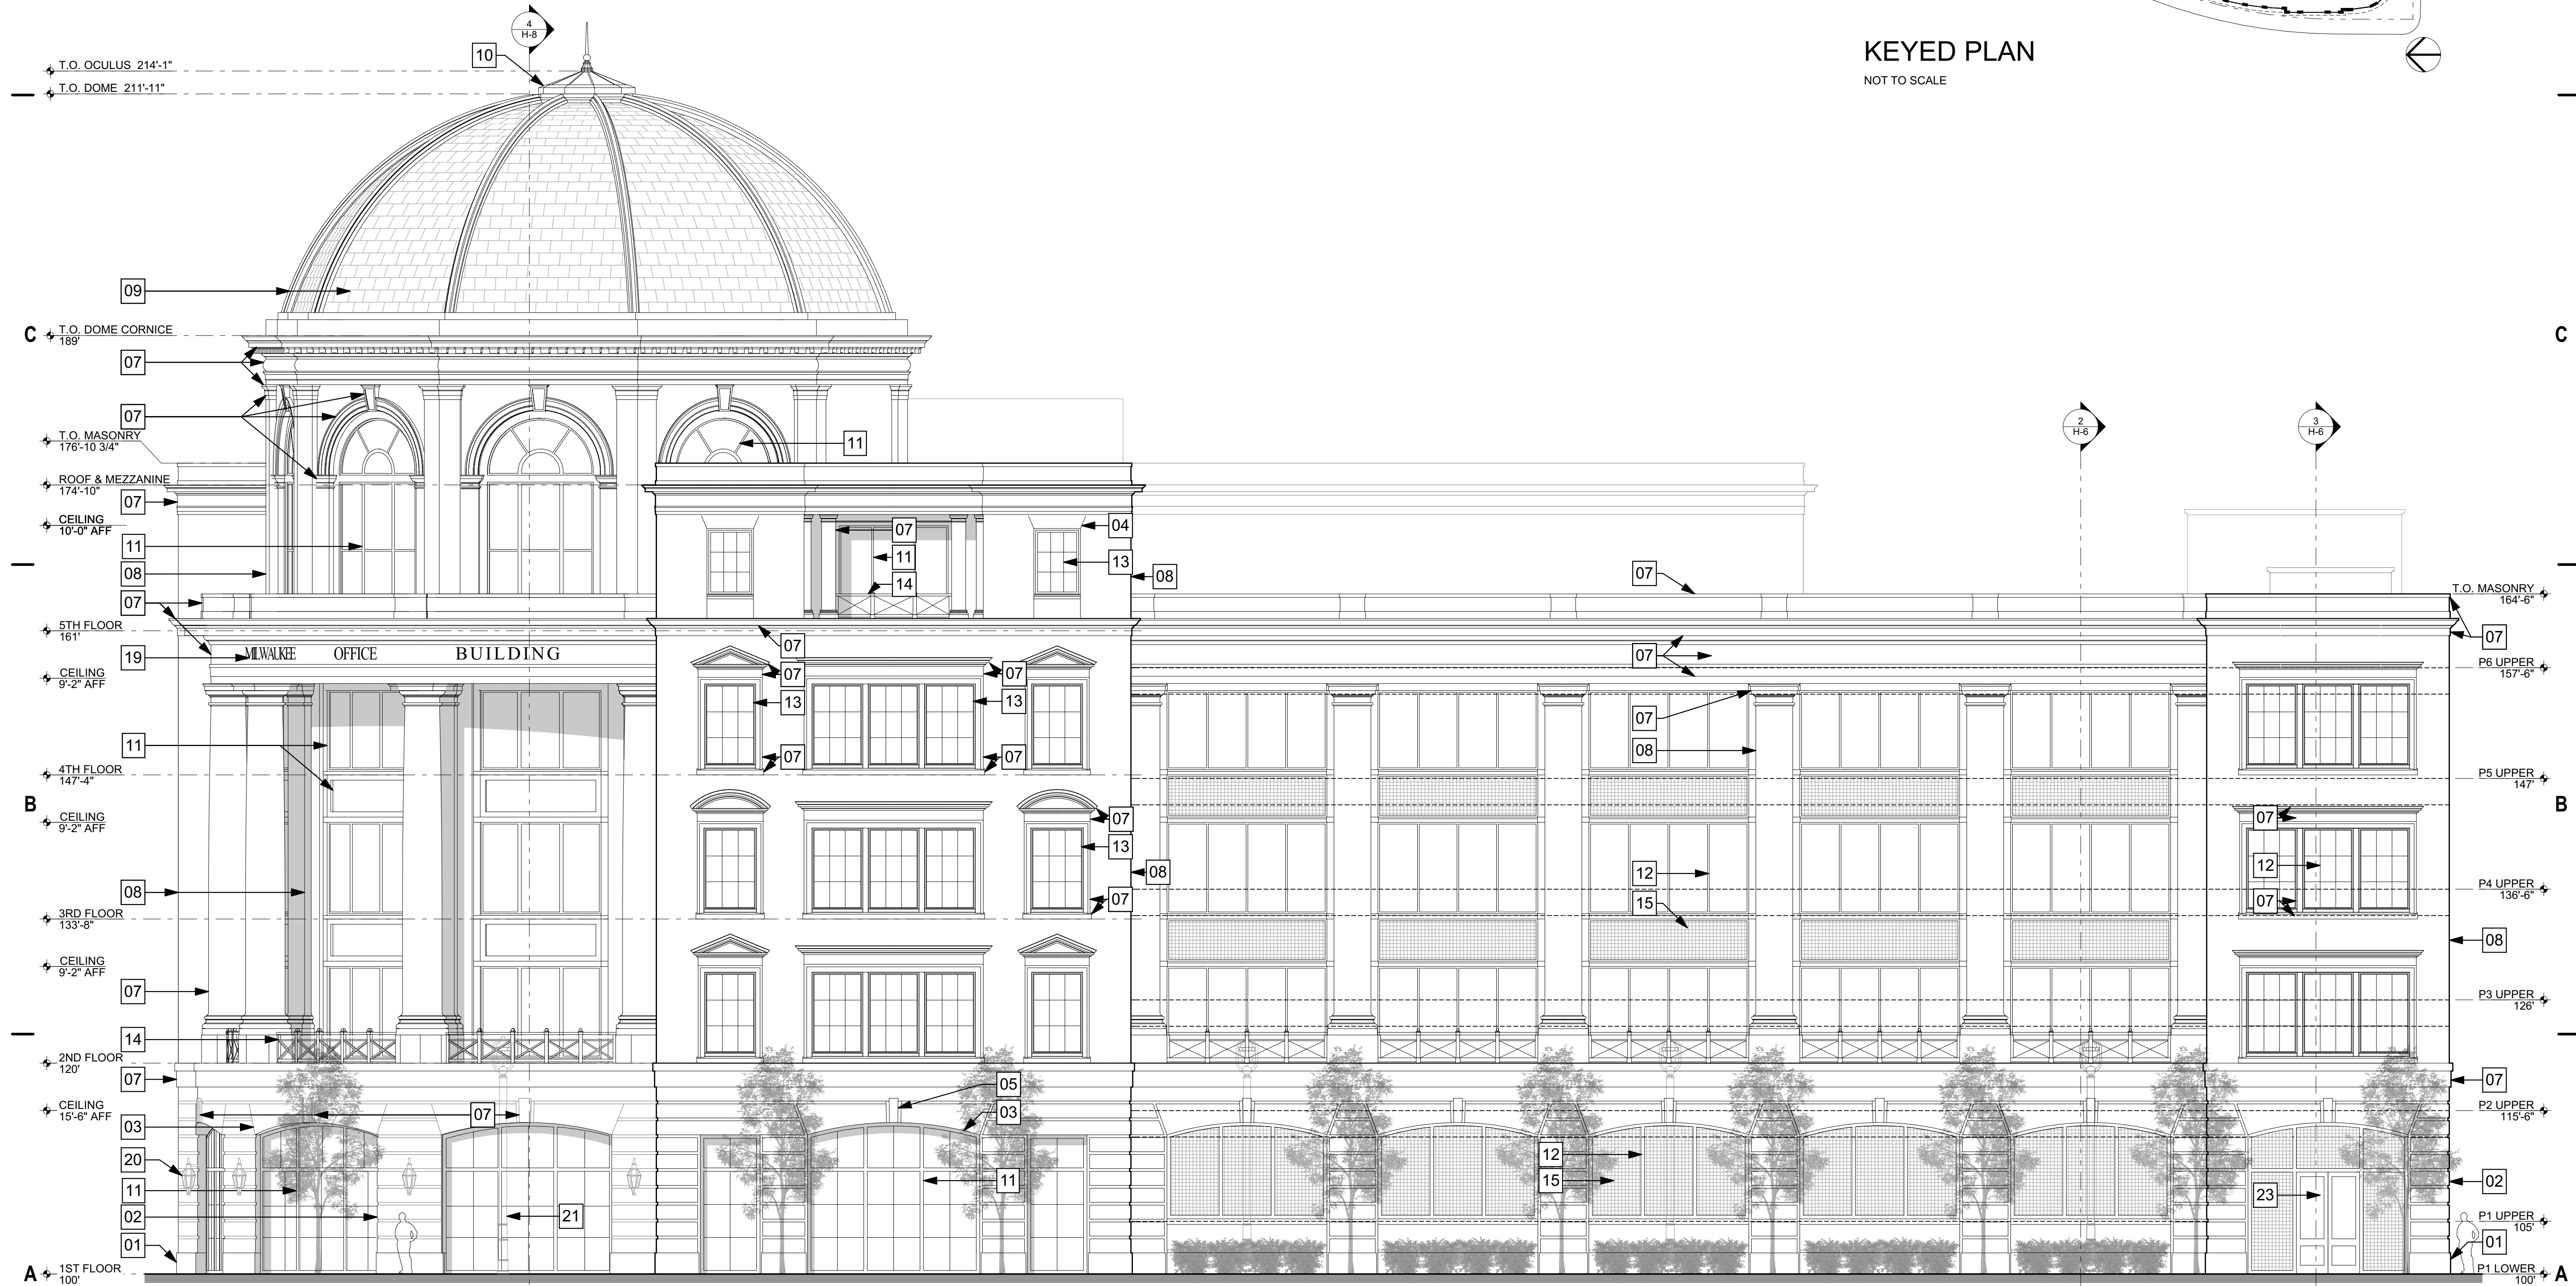 KEYED PLAN
NOT TO SCALE
4
H-8
10
T.O. OCULUS 214'-1"
T.O. DOME 211'-11"
09
C
T.O. DOME CORNICE
189'
C
07
07
T.O. MASONRY
176'-10 3/4"
11
2
H-6
3
H-6
ROOF & MEZZANINE
174'-10"
07
CEILING
10'-0" AFF
07
04
11
11
13
08
14
08
07
07
T.O. MASONRY
164'-6"
5TH FLOOR
161'
07
07
19
MILWAUKEE OFFICE BUILDING
07
CEILING
9'-2" AFF
07
07
P6 UPPER
157'-6"
13
13
07
11
08
07
07
4TH FLOOR
147'-4"
P5 UPPER
147'
B
B
CEILING
9'-2" AFF
07
07
13
12
08
12
08
P4 UPPER
136'-6"
07
15
07
3RD FLOOR
133'-8"
08
CEILING
9'-2" AFF
07
P3 UPPER
126'
14
2ND FLOOR
120'
07
05
07
CEILING
15'-6" AFF
07
03
P2 UPPER
115'-6"
03
20
12
11
11
15
02
02
21
23
P1 UPPER
105'
01
01
A
1ST FLOOR
100'
P1 LOWER
100'
A